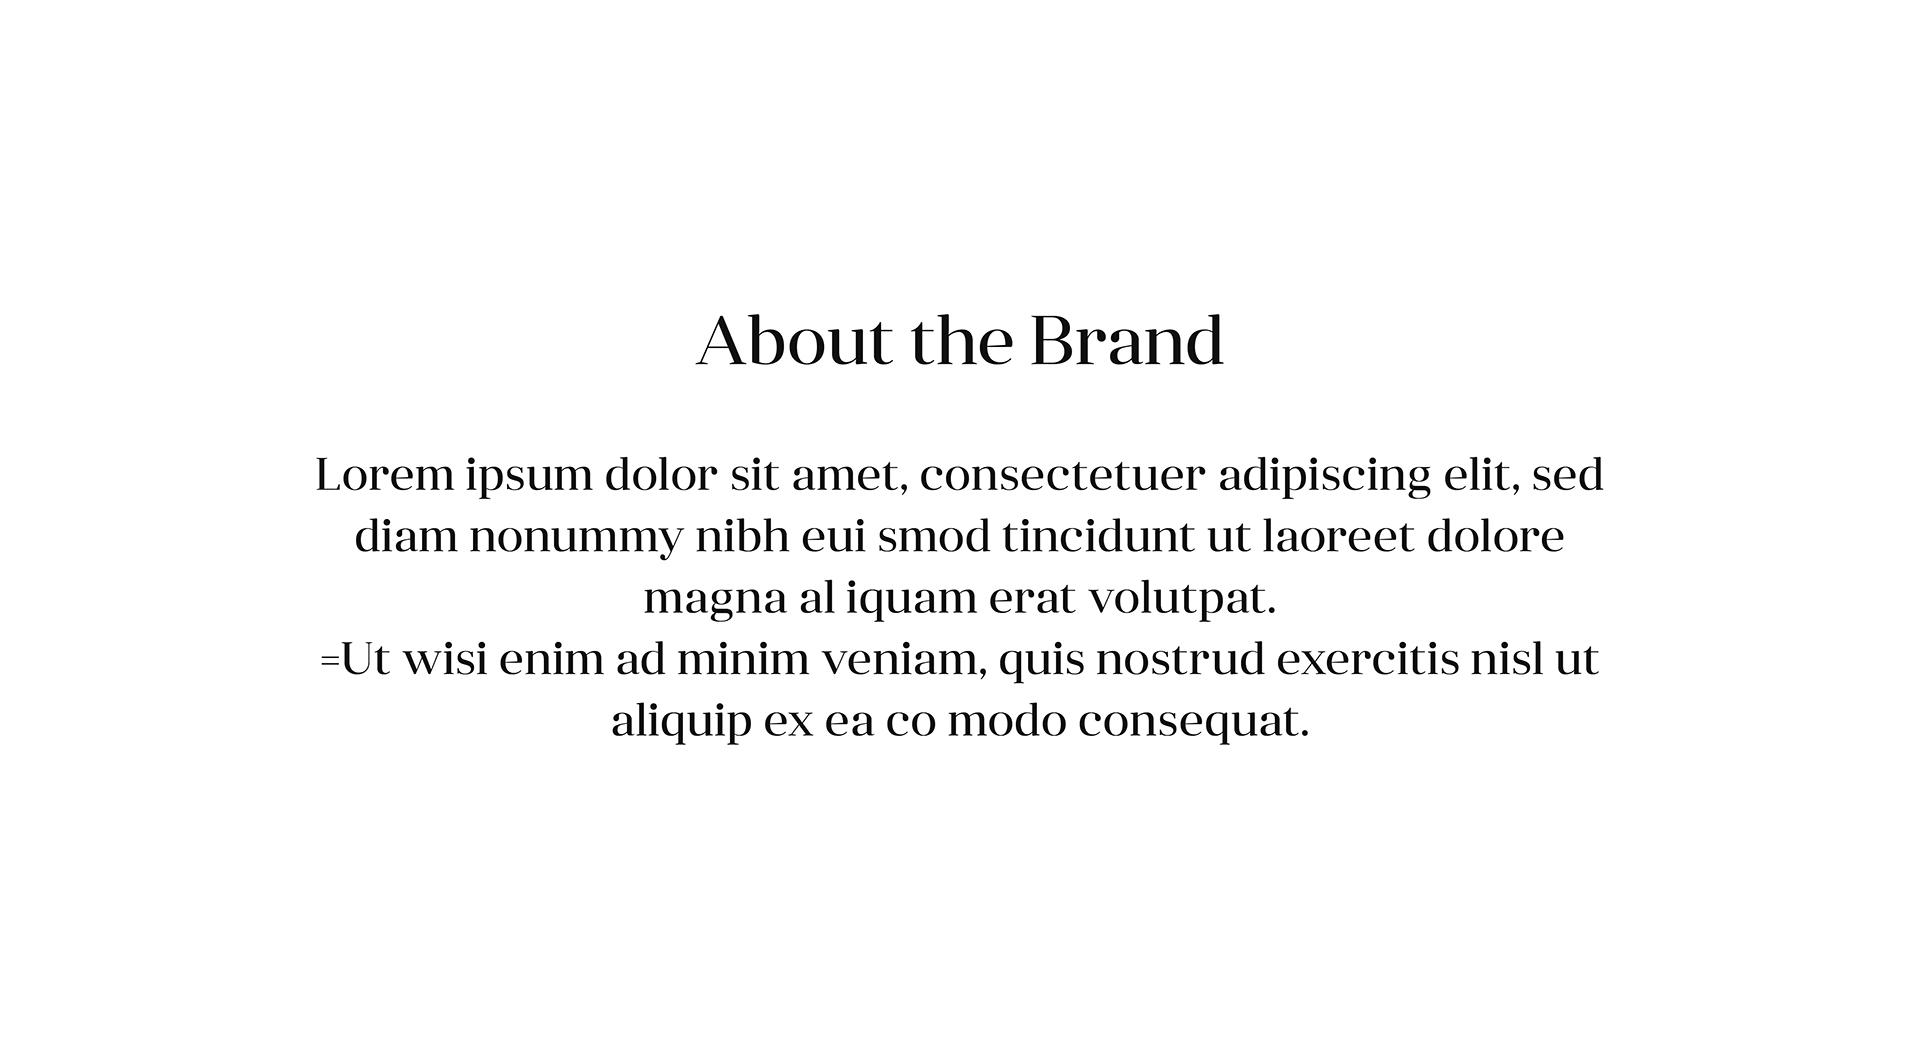 About the Brand
Lorem ipsum dolor sit amet, consectetuer adipiscing elit, sed
diam nonummy nibh eui smod tincidunt ut laoreet dolore
magna al iquam erat volutpat.
=Ut wisi enim ad minim veniam, quis nostrud exercitis nisl ut
aliquip ex ea co modo consequat.